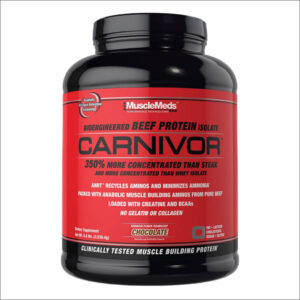 MuscleMeds
BIOENGINEERED BEEF PROTEIN ISOLATE
CARNIVOR
350% MORE CONCENTRATED THAN STEAK
AND MORE CONCENTRATED THAN WHEY ISOLATE
AMRT RECYCLES AMINOS AND MINIMIZES AMMONIA
PACKED WITH ANABOLIC MUSCLE BUILDING AMINOS FROM PURE BEEF
LOADED WITH CREATINE AND BCAAs
NO GELATIN OR COLLAGEN
CHOCOLATE
CLINICALLY TESTED MUSCLE BUILDING PROTEIN